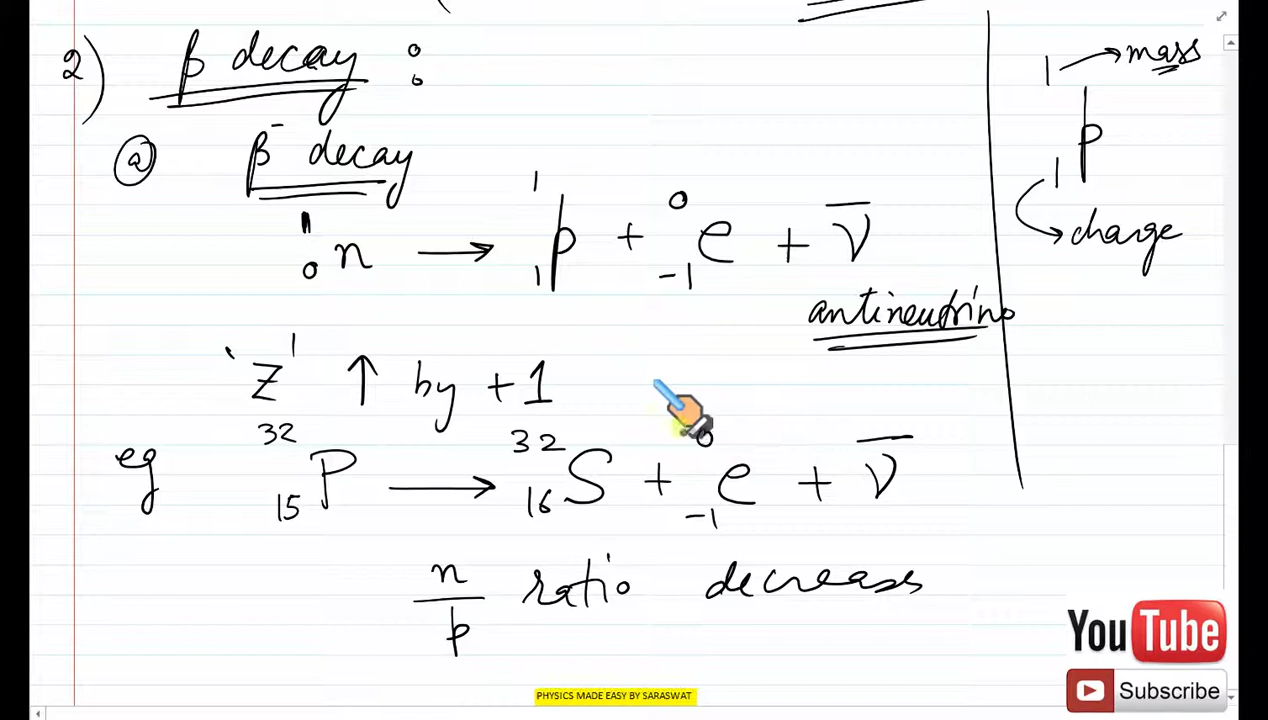 2) β decay :
ⓐ β⁻ decay
¹₀n → ¹₁p + ⁰₋₁e + ν̅
antineutrino
'Z' ↑ by +1
eg ³²₁₅P → ³²₁₆S + ⁰₋₁e + ν̅
n/p ratio decreases
1 → mass
p
1 → charge
YouTube
Subscribe
PHYSICS MADE EASY BY SARASWAT